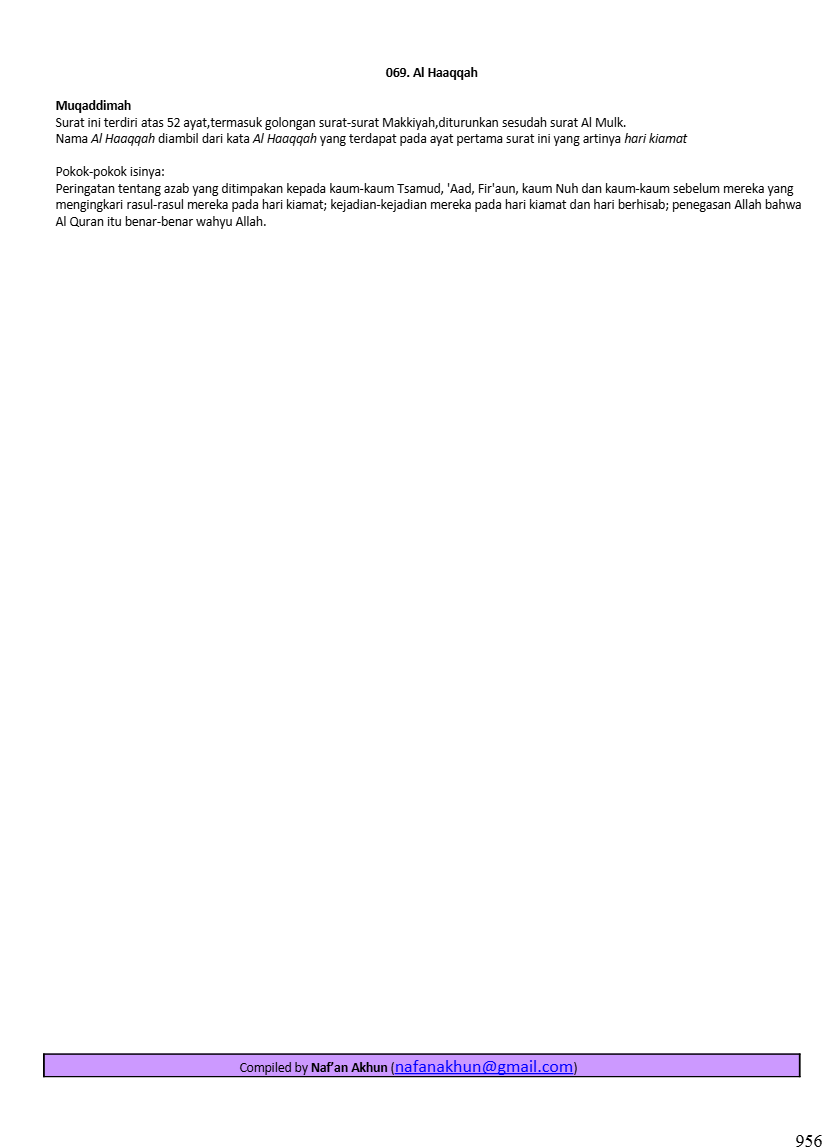 069. Al Haaqqah
Muqaddimah
Surat ini terdiri atas 52 ayat,termasuk golongan surat-surat Makkiyah,diturunkan sesudah surat Al Mulk.
Nama Al Haaqqah diambil dari kata Al Haaqqah yang terdapat pada ayat pertama surat ini yang artinya hari kiamat
Pokok-pokok isinya:
Peringatan tentang azab yang ditimpakan kepada kaum-kaum Tsamud, 'Aad, Fir'aun, kaum Nuh dan kaum-kaum sebelum mereka yang
mengingkari rasul-rasul mereka pada hari kiamat; kejadian-kejadian mereka pada hari kiamat dan hari berhisab; penegasan Allah bahwa
Al Quran itu benar-benar wahyu Allah.
Compiled by Naf’an Akhun (nafanakhun@gmail.com)
956